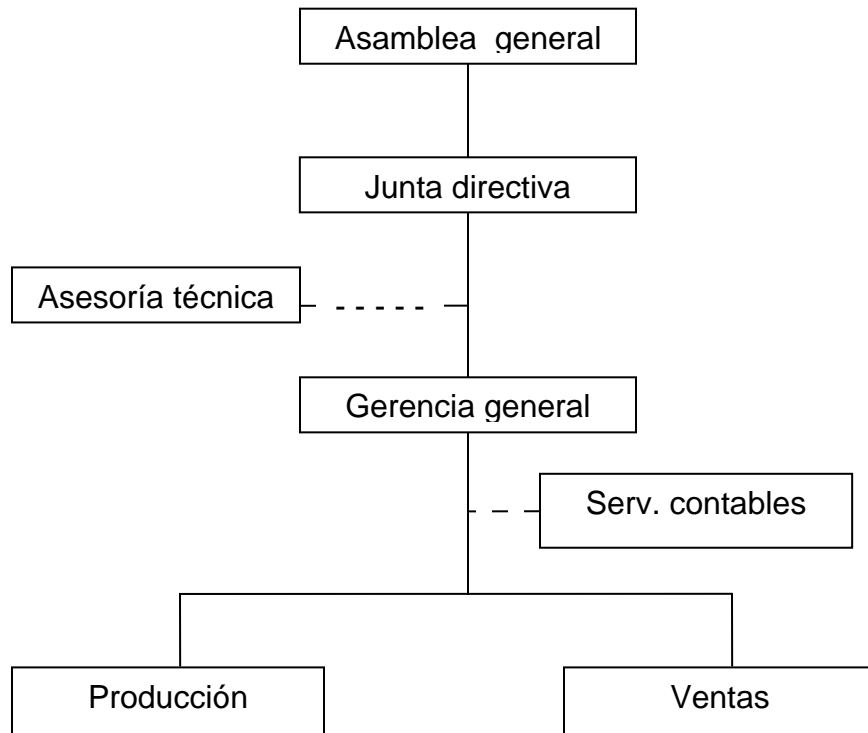 Asamblea general
Junta directiva
Asesoría técnica
Gerencia general
Serv. contables
Producción
Ventas